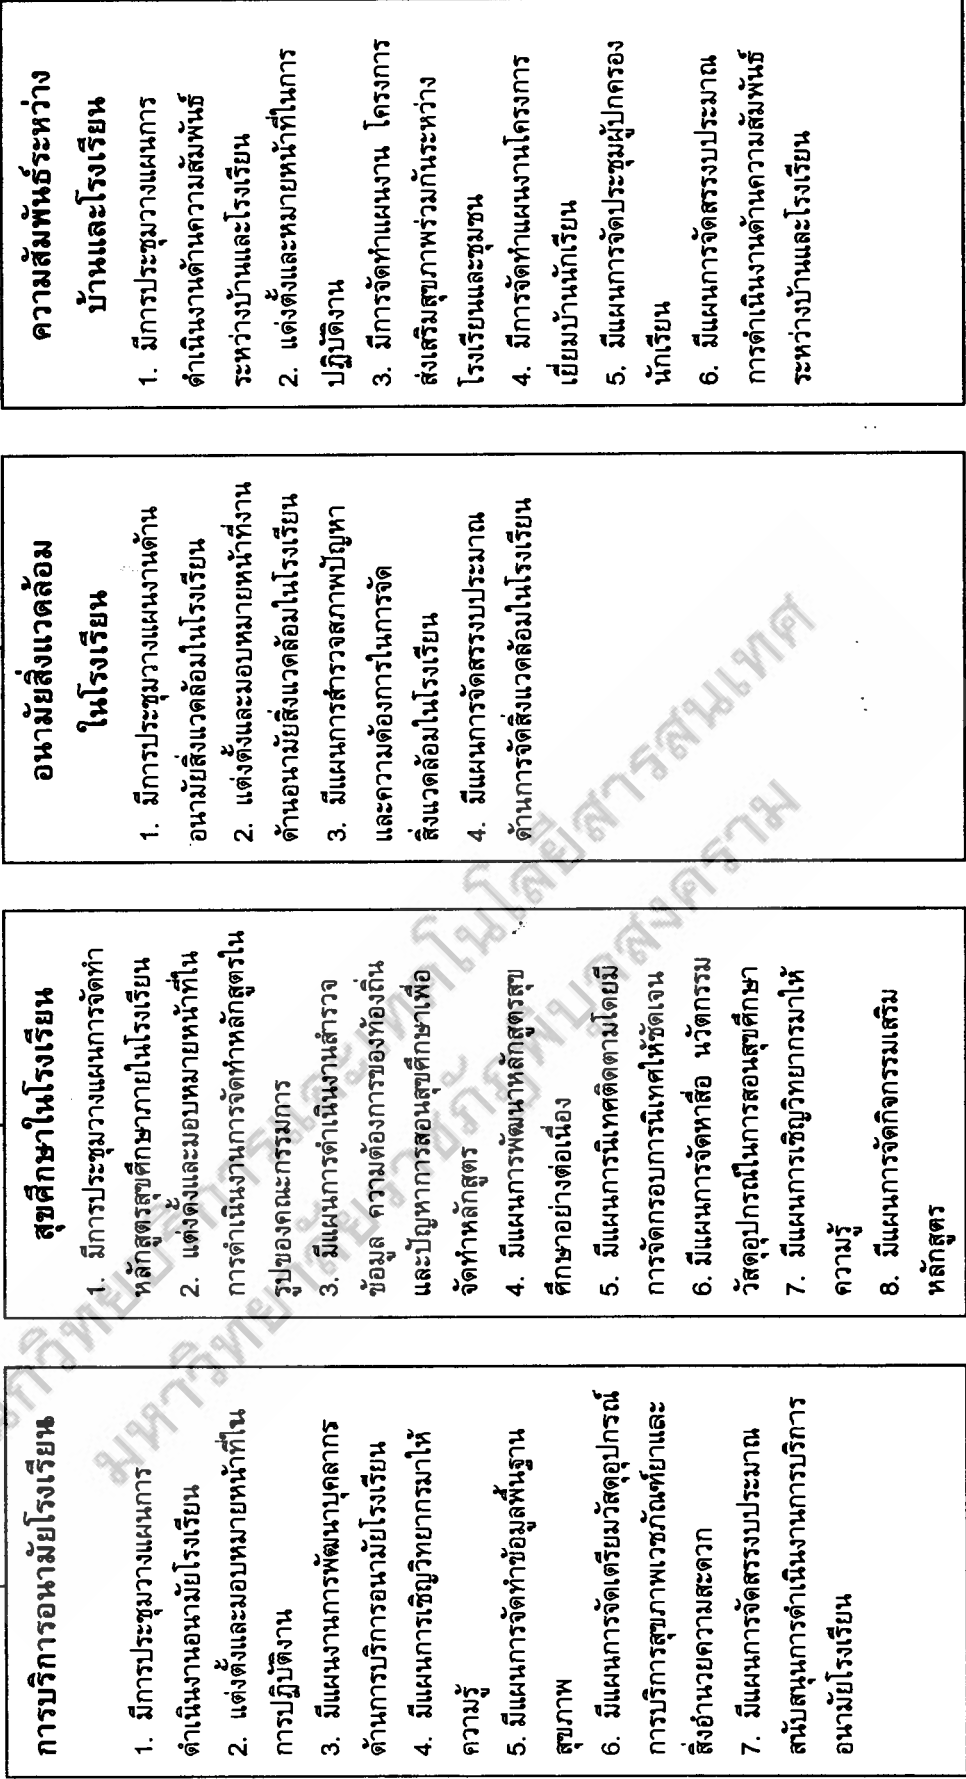 การบริการอนามัยโรงเรียน
1. มีการประชุมวางแผนการ
ดำเนินงานอนามัยโรงเรียน
2. แต่งตั้งและมอบหมายหน้าที่ใน
การปฏิบัติงาน
3. มีแผนงานการพัฒนาบุคลากร
ด้านการบริการอนามัยโรงเรียน
4. มีแผนการเชิญวิทยากรมาให้
ความรู้
5. มีแผนการจัดทำข้อมูลพื้นฐาน
สุขภาพ
6. มีแผนการจัดเตรียมวัสดุอุปกรณ์
การบริการสุขภาพเวชภัณฑ์ยาและ
สิ่งอำนวยความสะดวก
7. มีแผนการจัดสรรงบประมาณ
สนับสนุนการดำเนินงานการบริการ
อนามัยโรงเรียน
สุขศึกษาในโรงเรียน
1. มีการประชุมวางแผนการจัดทำ
หลักสูตรสุขศึกษาภายในโรงเรียน
2. แต่งตั้งและมอบหมายหน้าที่ใน
การดำเนินงานการจัดทำหลักสูตรใน
รูปของคณะกรรมการ
3. มีแผนการดำเนินงานสำรวจ
ข้อมูล ความต้องการของท้องถิ่น
และปัญหาการสอนสุขศึกษาเพื่อ
จัดทำหลักสูตร
4. มีแผนการพัฒนาหลักสูตรสุข
ศึกษาอย่างต่อเนื่อง
5. มีแผนการนิเทศติดตามโดยมี
การจัดกรอบการนิเทศให้ชัดเจน
6. มีแผนการจัดหาสื่อ นวัตกรรม
วัสดุอุปกรณ์ในการสอนสุขศึกษา
7. มีแผนการเชิญวิทยากรมาให้
ความรู้
8. มีแผนการจัดกิจกรรมเสริม
หลักสูตร
อนามัยสิ่งแวดล้อม
ในโรงเรียน
1. มีการประชุมวางแผนงานด้าน
อนามัยสิ่งแวดล้อมในโรงเรียน
2. แต่งตั้งและมอบหมายหน้าที่งาน
ด้านอนามัยสิ่งแวดล้อมในโรงเรียน
3. มีแผนการสำรวจสภาพปัญหา
และความต้องการในการจัด
สิ่งแวดล้อมในโรงเรียน
4. มีแผนการจัดสรรงบประมาณ
ด้านการจัดสิ่งแวดล้อมในโรงเรียน
ความสัมพันธ์ระหว่าง
บ้านและโรงเรียน
1. มีการประชุมวางแผนการ
ดำเนินงานด้านความสัมพันธ์
ระหว่างบ้านและโรงเรียน
2. แต่งตั้งและหมายหน้าที่ในการ
ปฏิบัติงาน
3. มีการจัดทำแผนงาน โครงการ
ส่งเสริมสุขภาพร่วมกันระหว่าง
โรงเรียนและชุมชน
4. มีการจัดทำแผนงานโครงการ
เยี่ยมบ้านนักเรียน
5. มีแผนการจัดประชุมผู้ปกครอง
นักเรียน
6. มีแผนการจัดสรรงบประมาณ
การดำเนินงานด้านความสัมพันธ์
ระหว่างบ้านและโรงเรียน
วิทยบริการและเทคโนโลยีสารสนเทศ
มหาวิทยาลัยราชภัฏพิบูลสงคราม